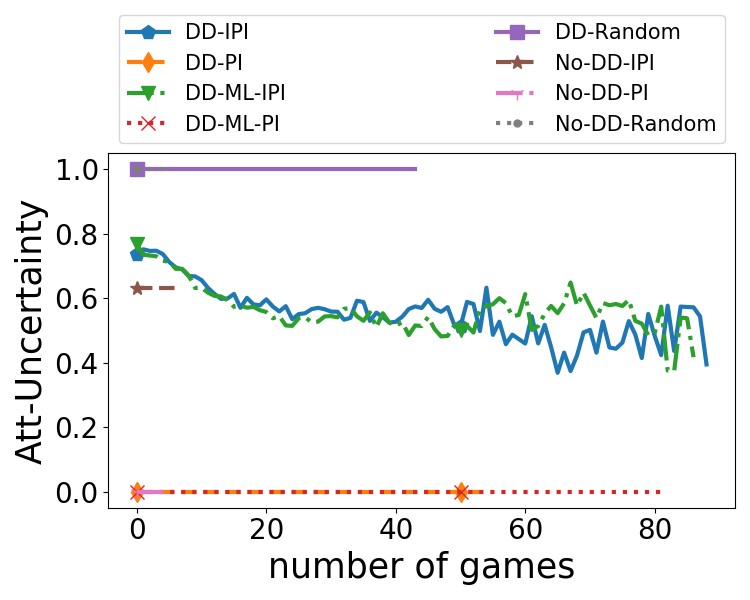 DD-IPI
DD-PI
DD-ML-IPI
DD-ML-PI
DD-Random
No-DD-IPI
No-DD-PI
No-DD-Random
Att-Uncertainty
1.0
0.8
0.6
0.4
0.2
0.0
0 20 40 60 80
number of games